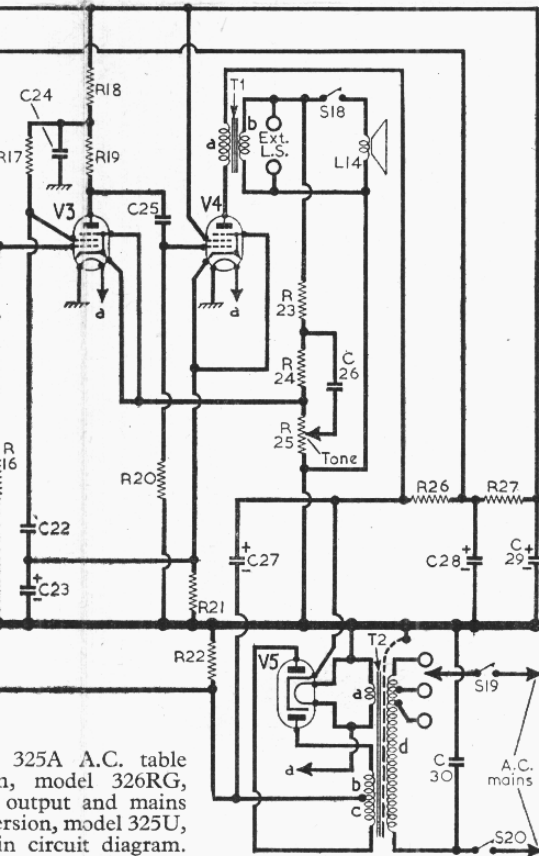 R18
C24
R17
R19
V3
C25
V4
a
a
T1
a
b
Ext.
L.S.
S18
L14
R
23
R
24
C
26
R
25
Tone
R
16
R20
C22
C23
R21
C27
R26
R27
C28
C
29
+
-
+
-
+
-
+
-
R22
V5
T2
a
b
c
d
a
S19
C
30
A.C.
mains
S20
325A A.C. table
n, model 326RG,
output and mains
ersion, model 325U,
in circuit diagram.